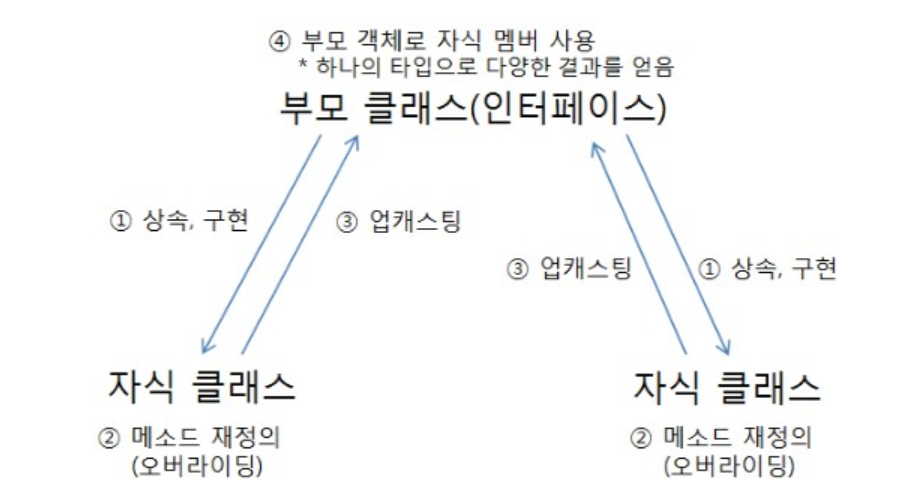 ④ 부모 객체로 자식 멤버 사용
* 하나의 타입으로 다양한 결과를 얻음
부모 클래스(인터페이스)
① 상속, 구현
③ 업캐스팅
③ 업캐스팅
① 상속, 구현
자식 클래스
② 메소드 재정의
(오버라이딩)
자식 클래스
② 메소드 재정의
(오버라이딩)